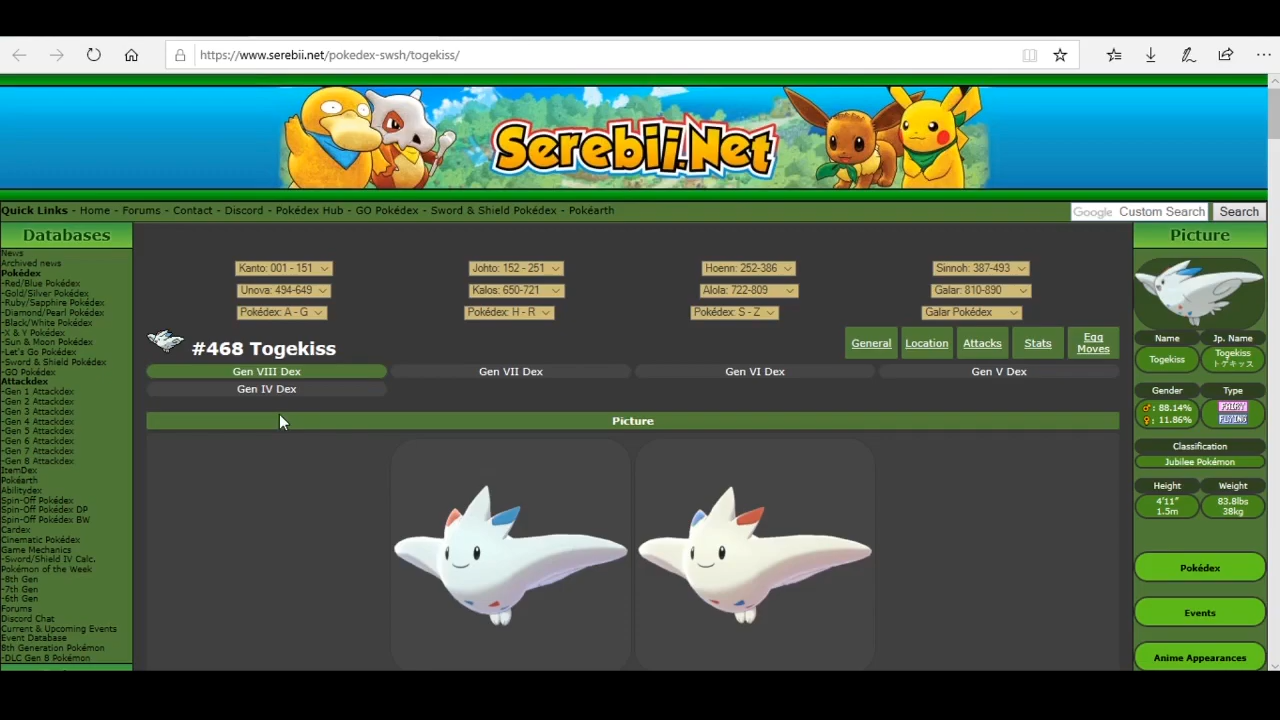 https://www.serebii.net/pokedex-swsh/togekiss/
Serebii.Net
Quick Links - Home - Forums - Contact - Discord - Pokédex Hub - GO Pokédex - Sword & Shield Pokédex - Pokéarth
Google Custom Search
Search
Databases
News
Archived news
Pokédex
-Red/Blue Pokédex
-Gold/Silver Pokédex
-Ruby/Sapphire Pokédex
-Diamond/Pearl Pokédex
-Black/White Pokédex
-X & Y Pokédex
-Sun & Moon Pokédex
-Let's Go Pokédex
-Sword & Shield Pokédex
-GO Pokédex
Attackdex
-Gen 1 Attackdex
-Gen 2 Attackdex
-Gen 3 Attackdex
-Gen 4 Attackdex
-Gen 5 Attackdex
-Gen 6 Attackdex
-Gen 7 Attackdex
-Gen 8 Attackdex
ItemDex
Pokéarth
Abilitydex
Spin-Off Pokédex
Spin-Off Pokédex DP
Spin-Off Pokédex BW
Cardex
Cinematic Pokédex
Game Mechanics
-Sword/Shield IV Calc.
Pokémon of the Week
-8th Gen
-7th Gen
-6th Gen
Forums
Discord Chat
Current & Upcoming Events
Event Database
8th Generation Pokémon
-DLC Gen 8 Pokémon
Kanto: 001 - 151
Johto: 152 - 251
Hoenn: 252-386
Sinnoh: 387-493
Unova: 494-649
Kalos: 650-721
Alola: 722-809
Galar: 810-890
Pokédex: A - G
Pokédex: H - R
Pokédex: S - Z
Galar Pokédex
#468 Togekiss
General
Location
Attacks
Stats
Egg
Moves
Gen VIII Dex
Gen VII Dex
Gen VI Dex
Gen V Dex
Gen IV Dex
Picture
Picture
Name
Jp. Name
Togekiss
Togekiss
トゲキッス
Gender
Type
♂: 88.14%
♀: 11.86%
FAIRY
FLYING
Classification
Jubilee Pokémon
Height
Weight
4'11"
1.5m
83.8lbs
38kg
Pokédex
Events
Anime Appearances